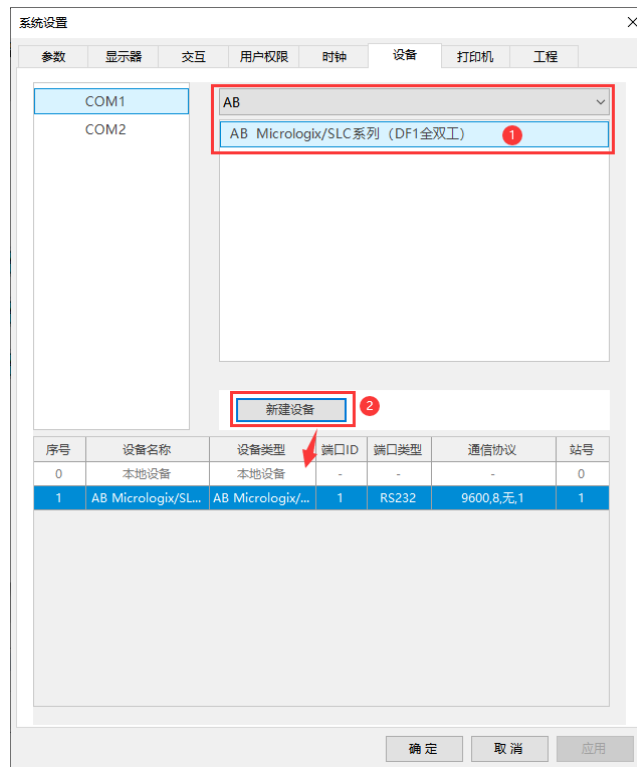 系统设置
参数 显示器 交互 用户权限 时钟 设备 打印机 工程
COM1
COM2
AB
AB Micrologix/SLC系列（DF1全双工） 1
新建设备 2
序号 设备名称 设备类型 端口ID 端口类型 通信协议 站号
0 本地设备 本地设备 - - - 0
1 AB Micrologix/SL... AB Micrologix/... 1 RS232 9600,8,无,1 1
确定 取消 应用